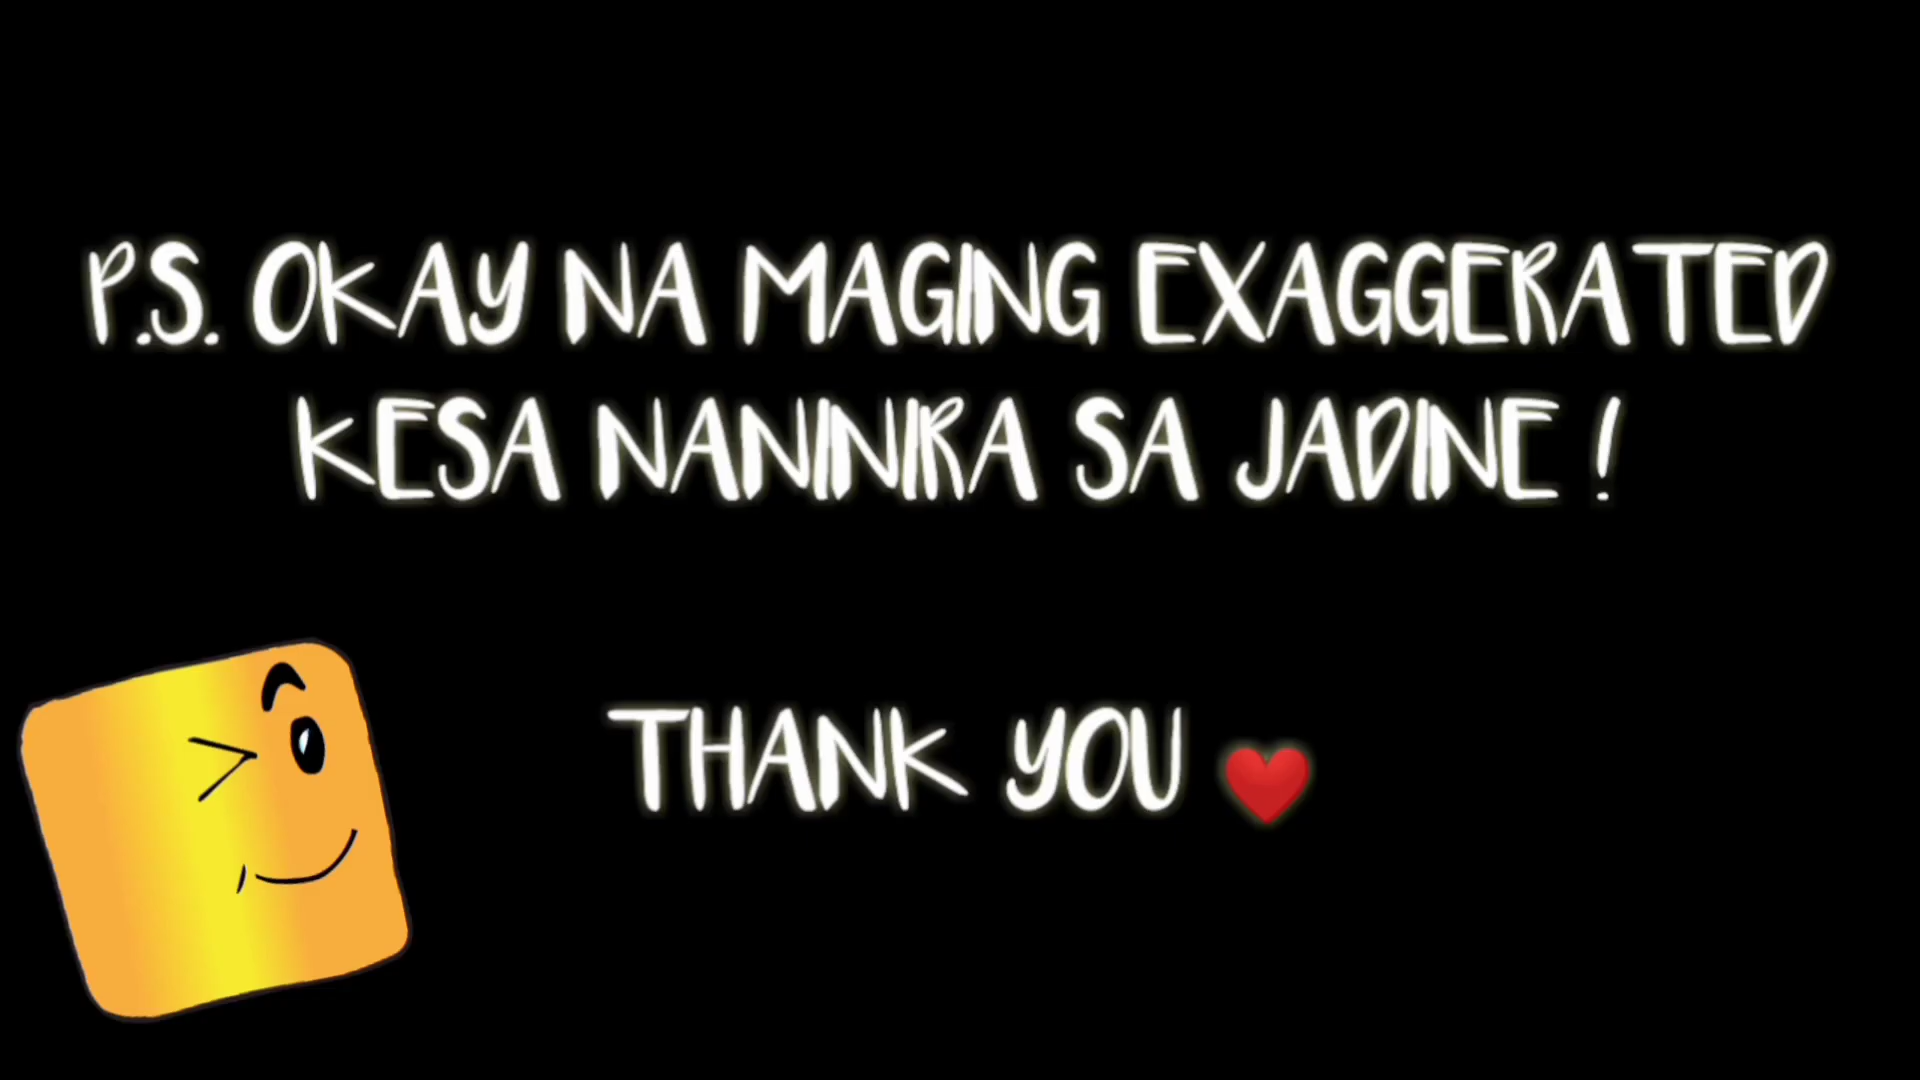 P.S. OKAY NA MAGING EXAGGERATED
KESA NANINIRA SA JADINE !
THANK YOU ❤️